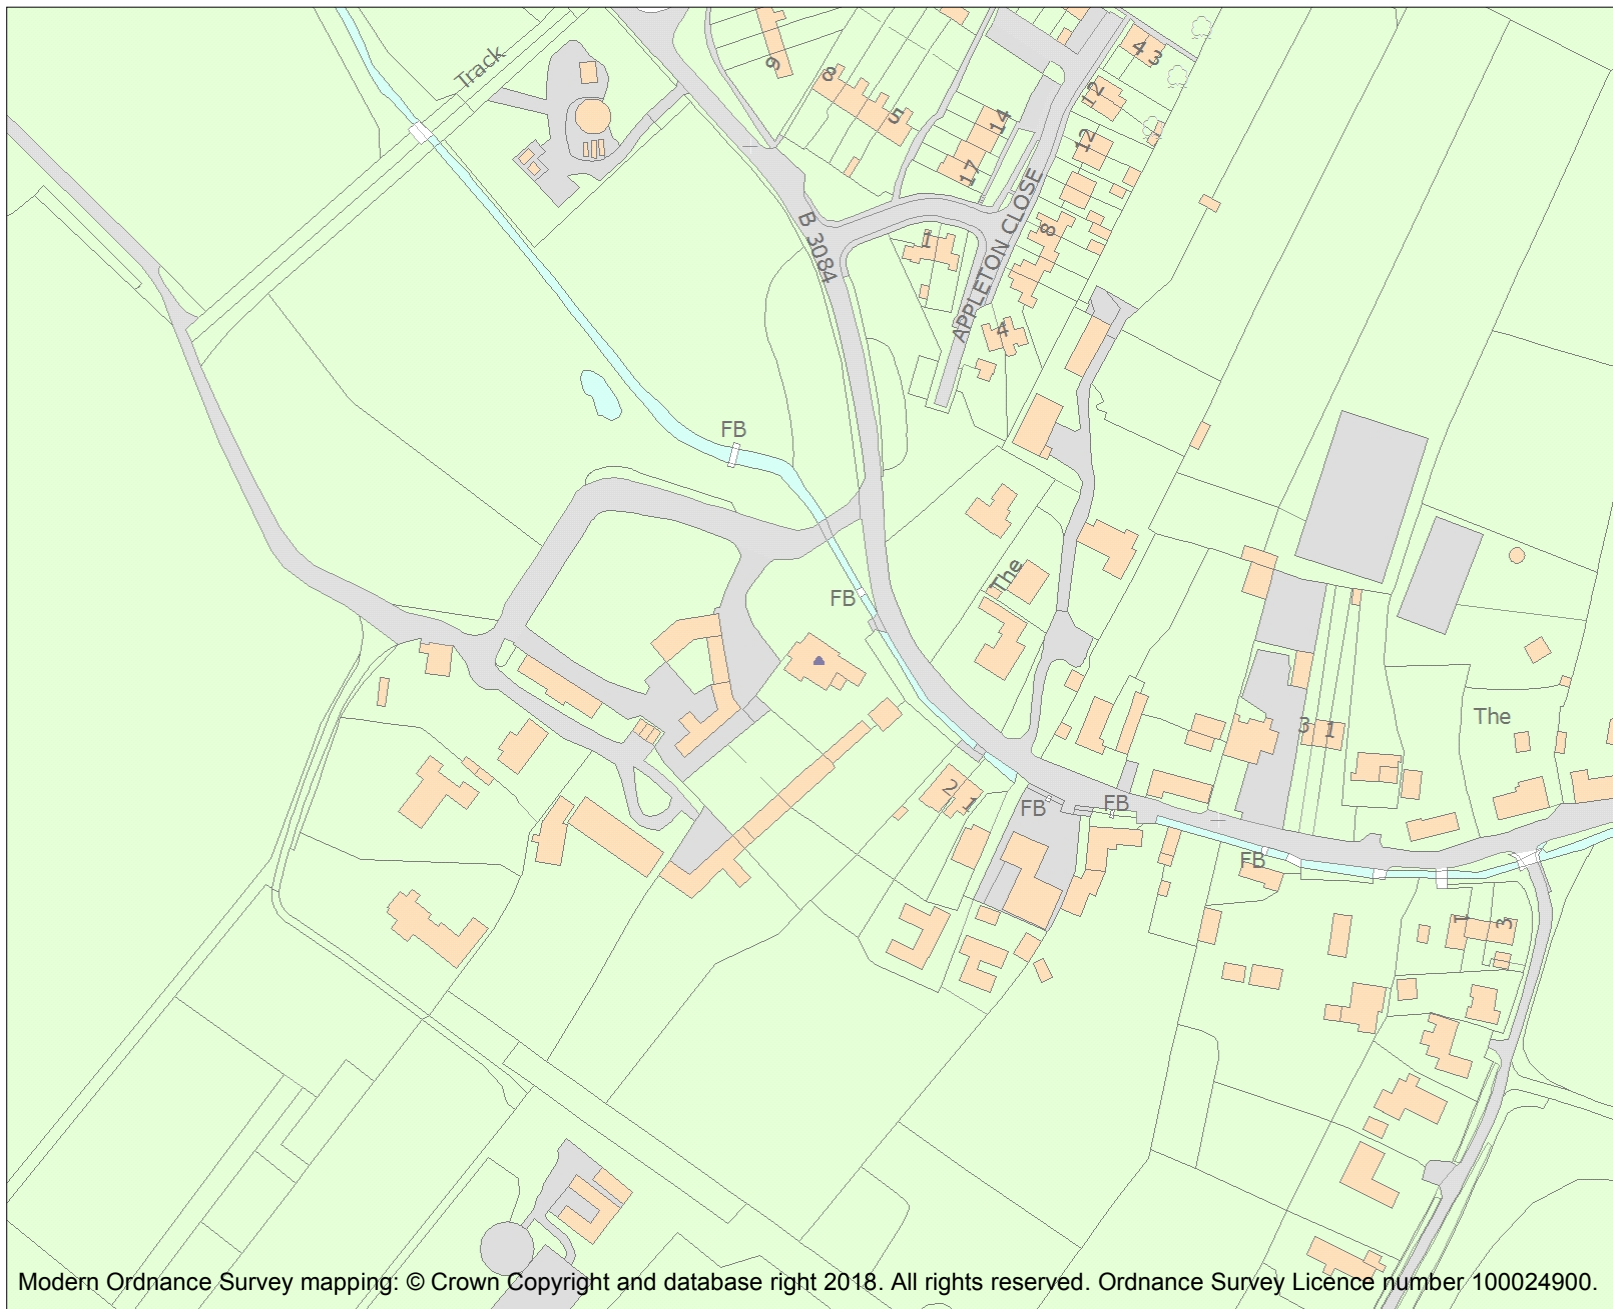 Track
9
8
5
4 3
12
14
12
17
APPLETON CLOSE
B 3084
1
8
4
FB
The
FB
3 1
The
2 1
FB
FB
FB
1
3
Modern Ordnance Survey mapping: © Crown Copyright and database right 2018. All rights reserved. Ordnance Survey Licence number 100024900.